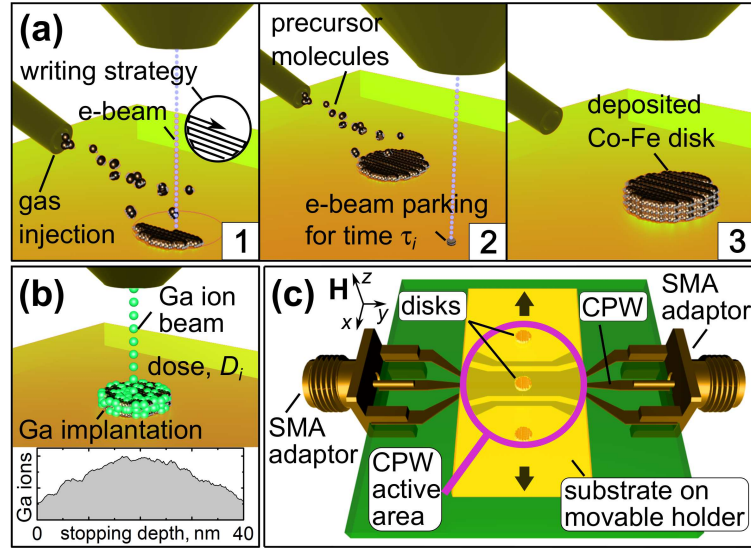 (a)
writing strategy
e-beam
gas
injection
1
precursor
molecules
e-beam parking
for time τi
2
deposited
Co-Fe disk
3
(b)
Ga ion
beam
dose, Di
Ga implantation
Ga ions
0
stopping depth, nm
40
(c)
H
z
y
x
disks
CPW
SMA
adaptor
SMA
adaptor
CPW
active
area
substrate on
movable holder